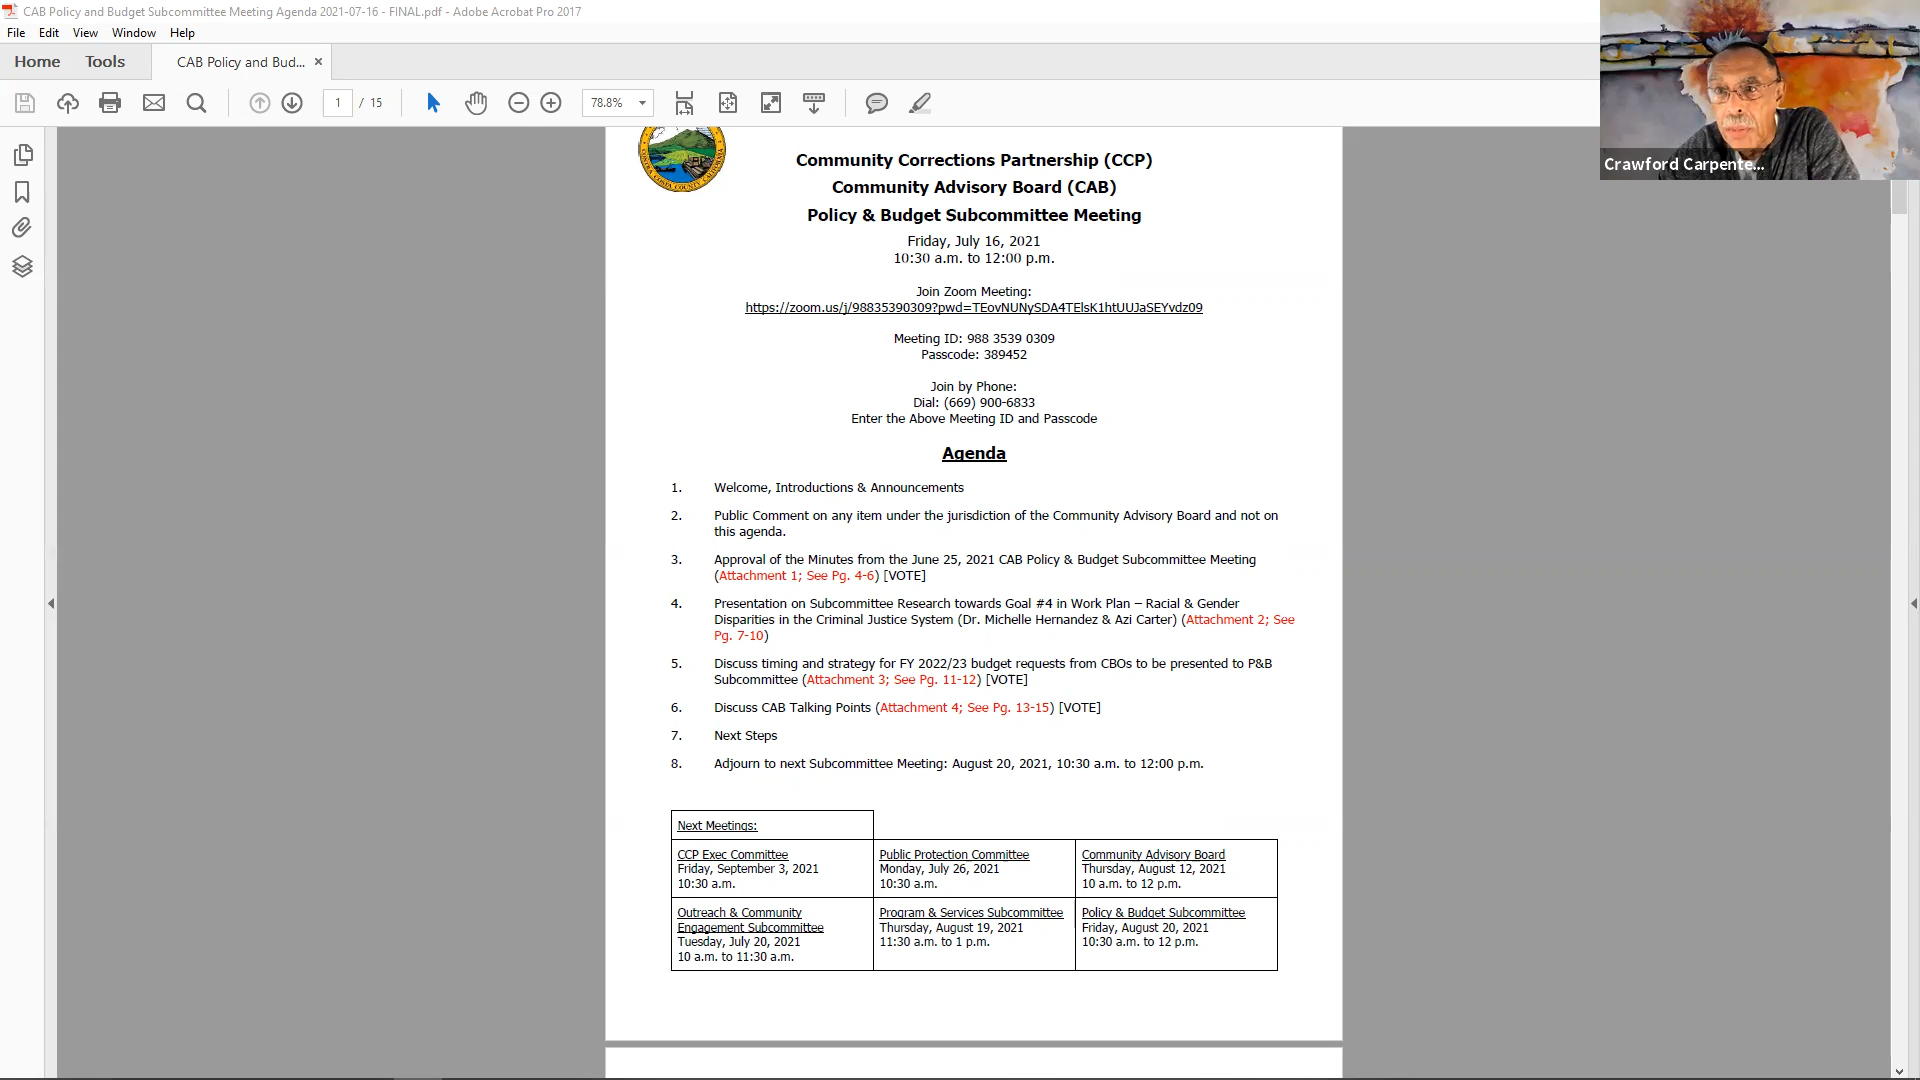 CAB Policy and Budget Subcommittee Meeting Agenda 2021-07-16 - FINAL.pdf - Adobe Acrobat Pro 2017
File Edit View Window Help
Home Tools CAB Policy and Bud... ×
1 / 15 78.8%
Crawford Carpente...
CONTRA COSTA COUNTY CALIFORNIA
Community Corrections Partnership (CCP)
Community Advisory Board (CAB)
Policy & Budget Subcommittee Meeting
Friday, July 16, 2021
10:30 a.m. to 12:00 p.m.
Join Zoom Meeting:
https://zoom.us/j/98835390309?pwd=TEovNUNySDA4TElsK1htUUJaSEYvdz09
Meeting ID: 988 3539 0309
Passcode: 389452
Join by Phone:
Dial: (669) 900-6833
Enter the Above Meeting ID and Passcode
Agenda
1. Welcome, Introductions & Announcements
2. Public Comment on any item under the jurisdiction of the Community Advisory Board and not on
this agenda.
3. Approval of the Minutes from the June 25, 2021 CAB Policy & Budget Subcommittee Meeting
(Attachment 1; See Pg. 4-6) [VOTE]
4. Presentation on Subcommittee Research towards Goal #4 in Work Plan – Racial & Gender
Disparities in the Criminal Justice System (Dr. Michelle Hernandez & Azi Carter) (Attachment 2; See
Pg. 7-10)
5. Discuss timing and strategy for FY 2022/23 budget requests from CBOs to be presented to P&B
Subcommittee (Attachment 3; See Pg. 11-12) [VOTE]
6. Discuss CAB Talking Points (Attachment 4; See Pg. 13-15) [VOTE]
7. Next Steps
8. Adjourn to next Subcommittee Meeting: August 20, 2021, 10:30 a.m. to 12:00 p.m.
Next Meetings:
CCP Exec Committee
Friday, September 3, 2021
10:30 a.m.
Public Protection Committee
Monday, July 26, 2021
10:30 a.m.
Community Advisory Board
Thursday, August 12, 2021
10 a.m. to 12 p.m.
Outreach & Community
Engagement Subcommittee
Tuesday, July 20, 2021
10 a.m. to 11:30 a.m.
Program & Services Subcommittee
Thursday, August 19, 2021
11:30 a.m. to 1 p.m.
Policy & Budget Subcommittee
Friday, August 20, 2021
10:30 a.m. to 12 p.m.